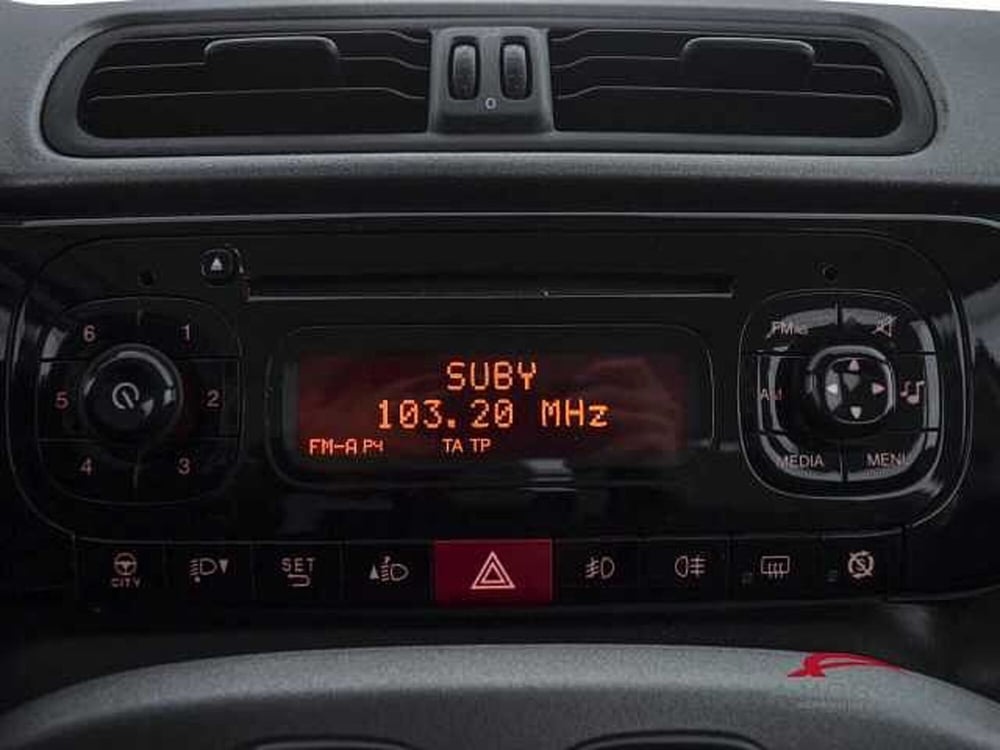 0
6 1
FM
5 2
4 3
SUBY
103.20 MHz
FM-A P4 TA TP
AM
MEDIA MENU
CITY
SET